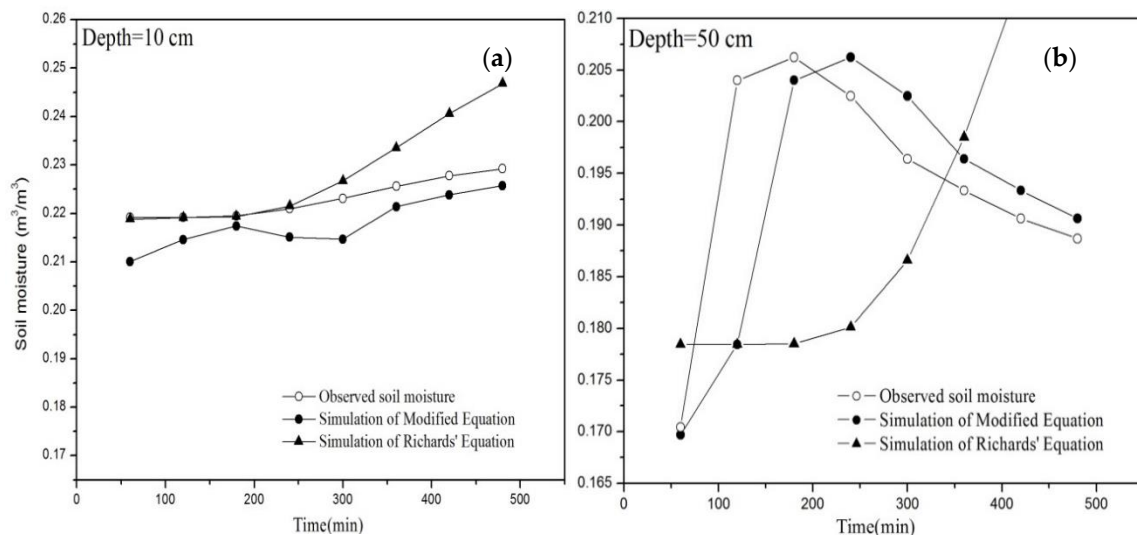 Depth=10 cm
(a)
0.26
0.25
0.24
0.23
0.22
0.21
0.20
0.19
0.18
0.17
Soil moisture (m³/m³)
Observed soil moisture
Simulation of Modified Equation
Simulation of Richards' Equation
0 100 200 300 400 500
Time(min)
Depth=50 cm
(b)
0.210
0.205
0.200
0.195
0.190
0.185
0.180
0.175
0.170
0.165
Observed soil moisture
Simulation of Modified Equation
Simulation of Richards' Equation
0 100 200 300 400 500
Time(min)